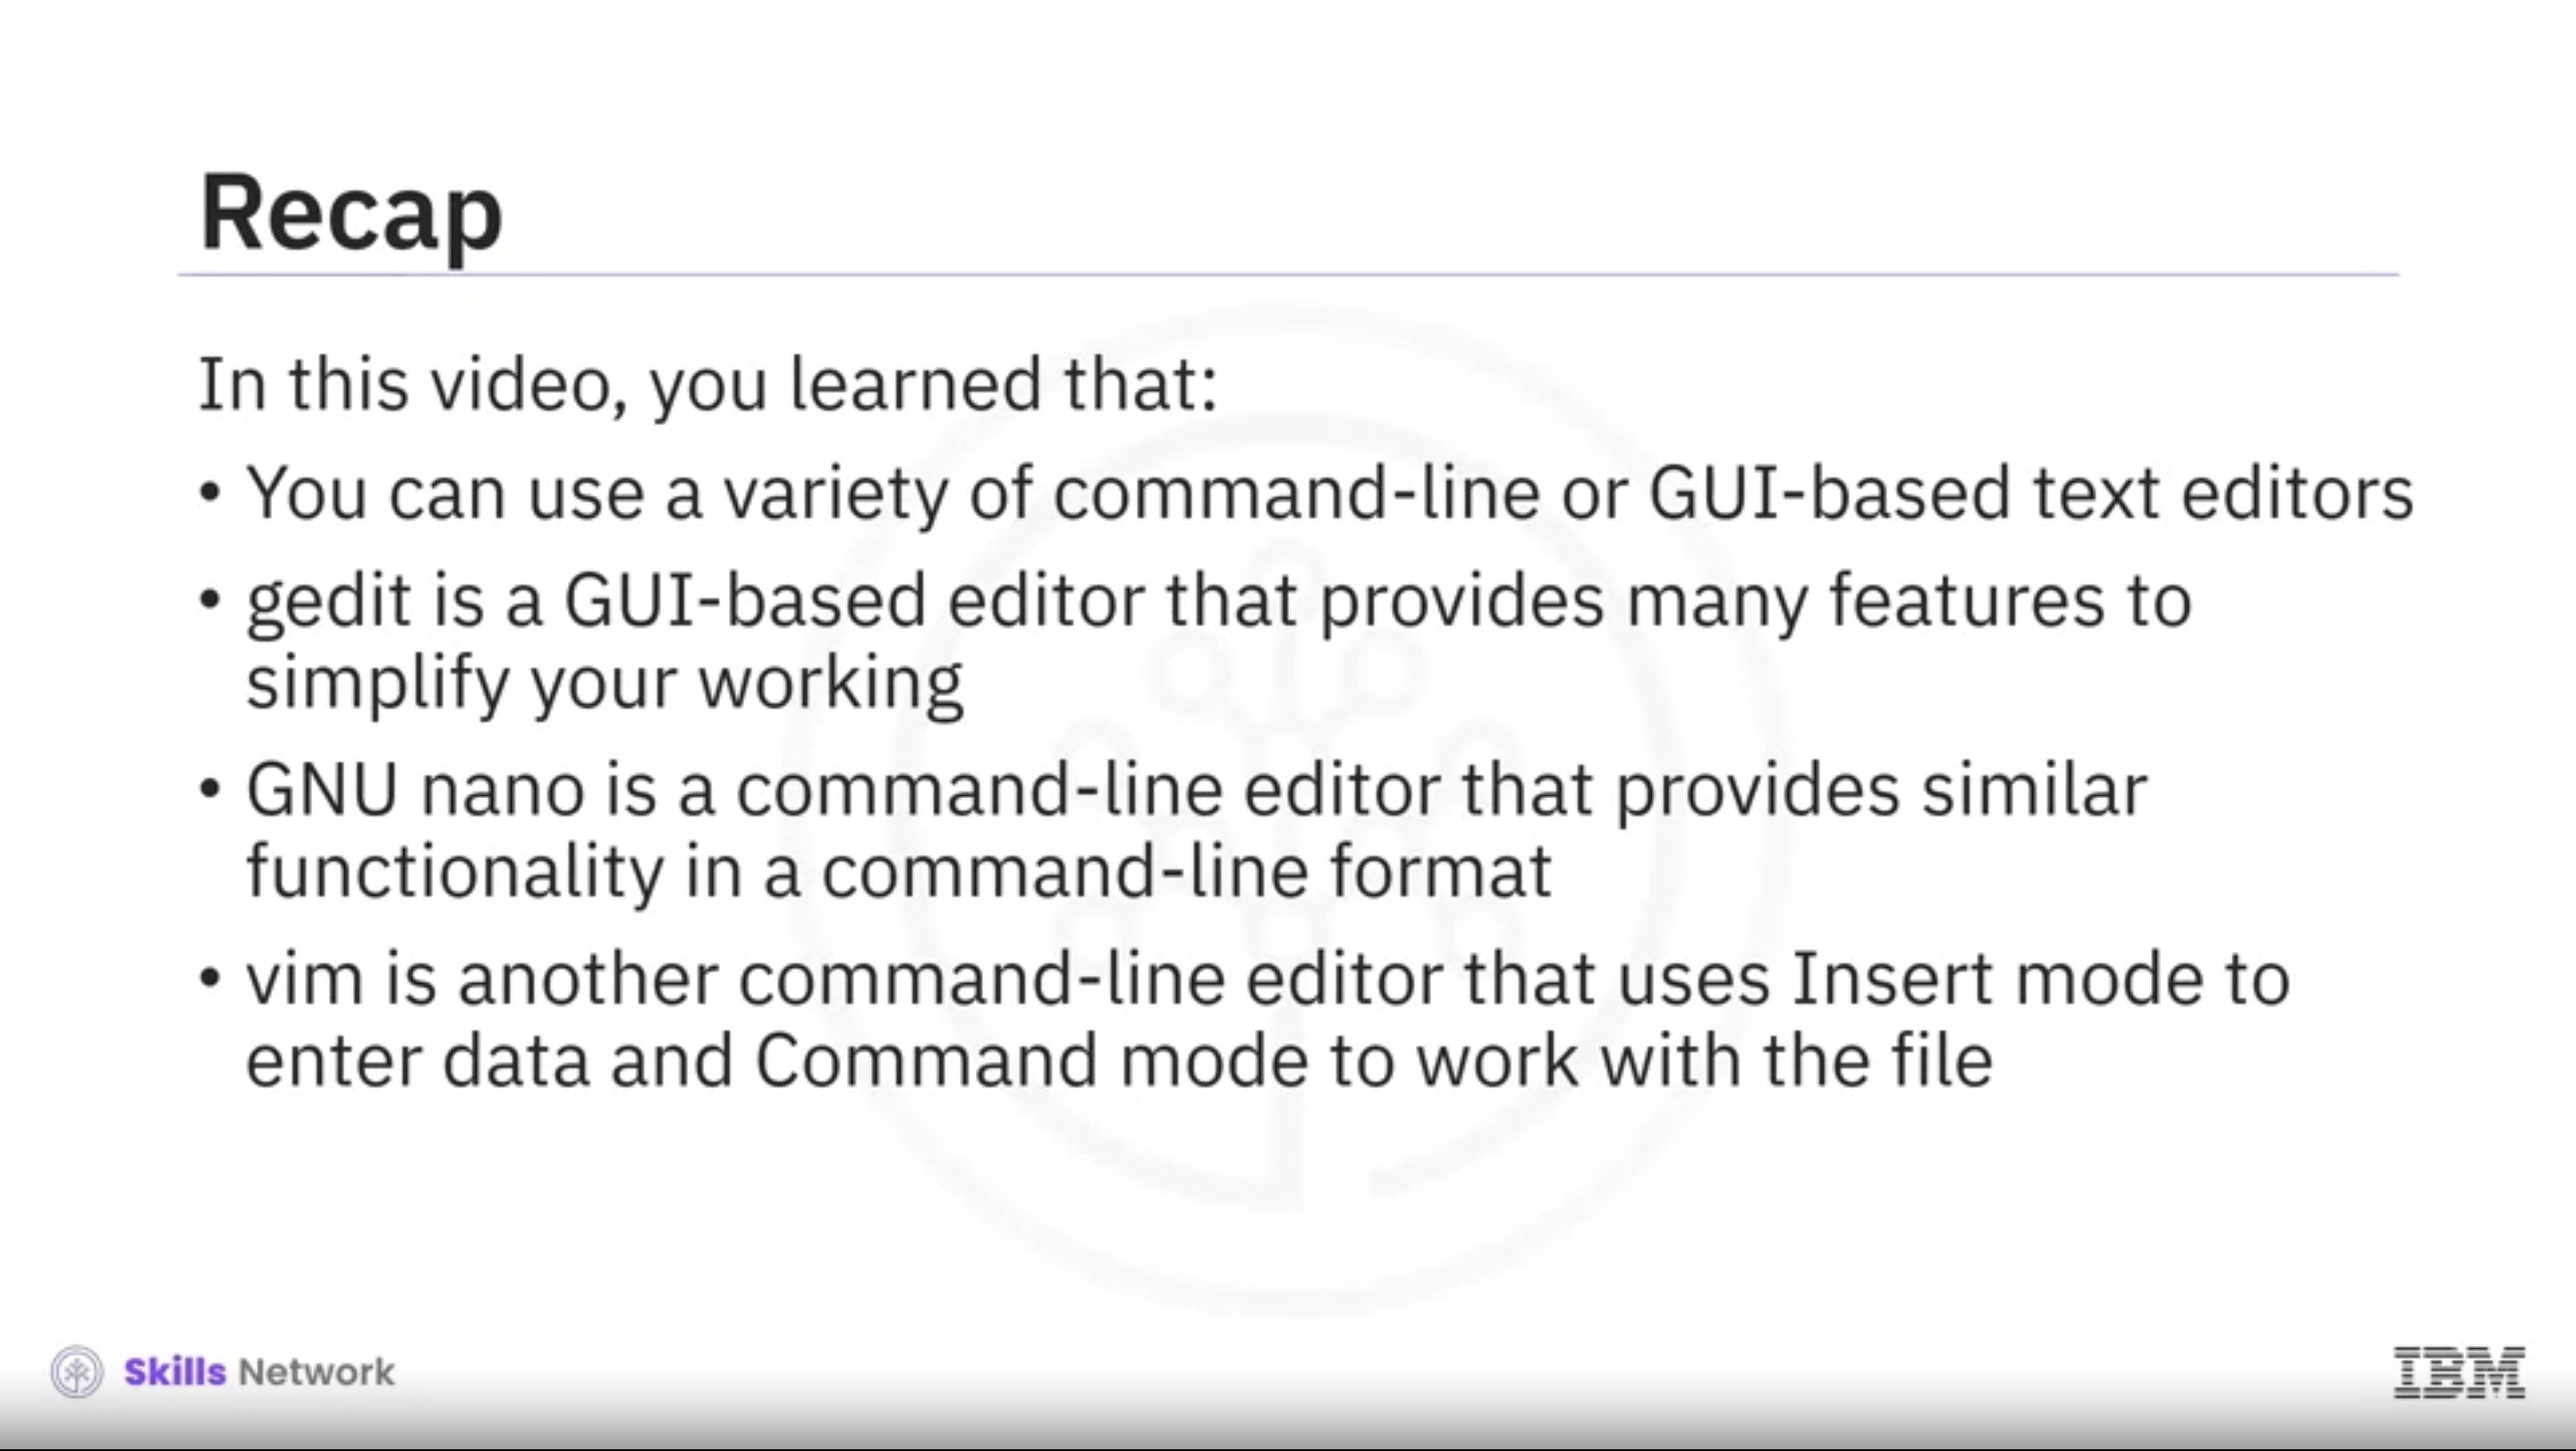 Recap
In this video, you learned that:
• You can use a variety of command-line or GUI-based text editors
• gedit is a GUI-based editor that provides many features to
simplify your working
• GNU nano is a command-line editor that provides similar
functionality in a command-line format
• vim is another command-line editor that uses Insert mode to
enter data and Command mode to work with the file
Skills Network
IBM